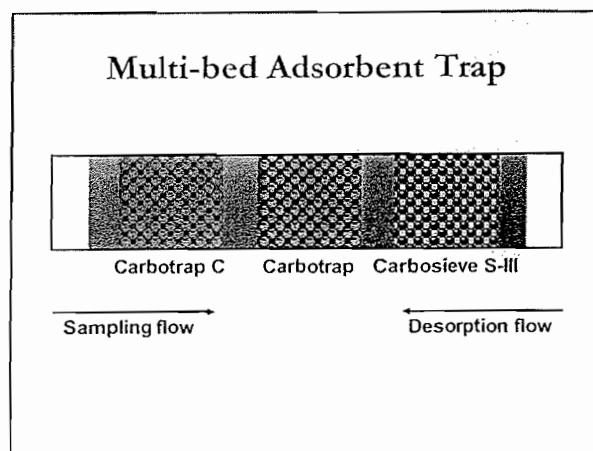 Multi-bed Adsorbent Trap
Carbotrap C Carbotrap Carbosieve S-III
Sampling flow Desorption flow